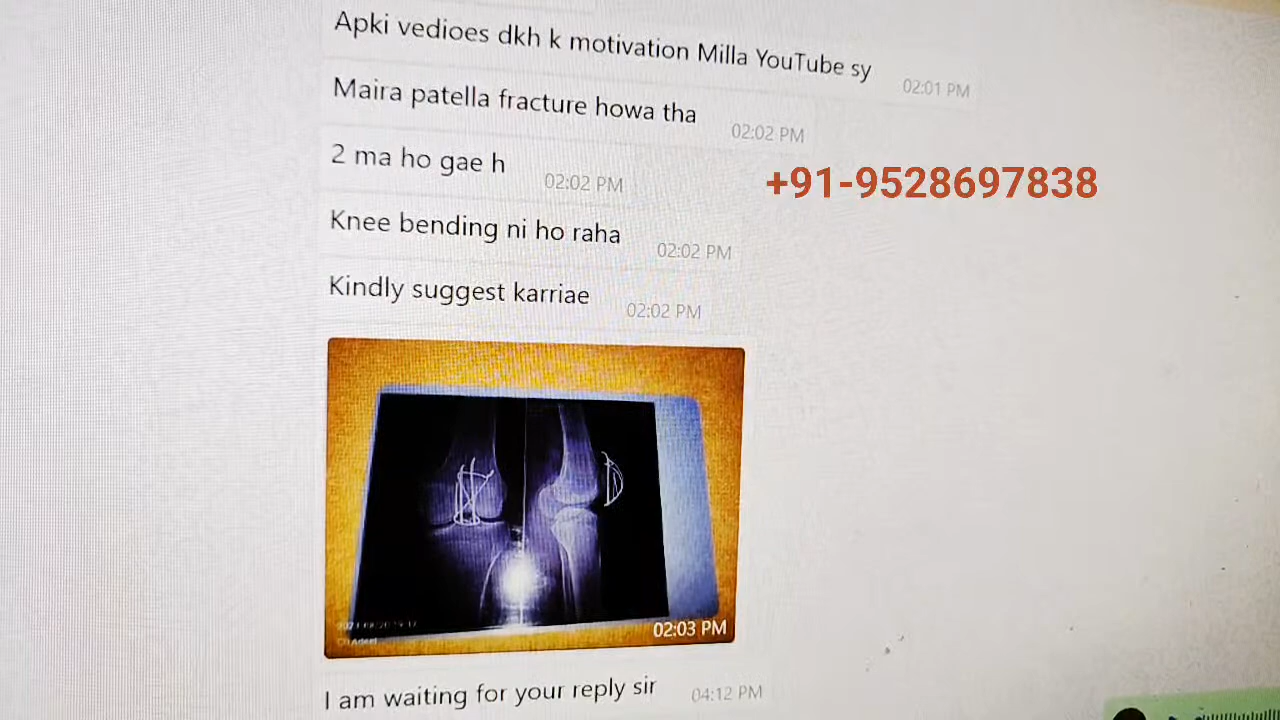 Apki vedioes dkh k motivation Milla YouTube sy 02:01 PM
Maira patella fracture howa tha 02:02 PM
+91-9528697838
2 ma ho gae h 02:02 PM
Knee bending ni ho raha 02:02 PM
Kindly suggest karriae 02:02 PM
02:03 PM
I am waiting for your reply sir 04:12 PM